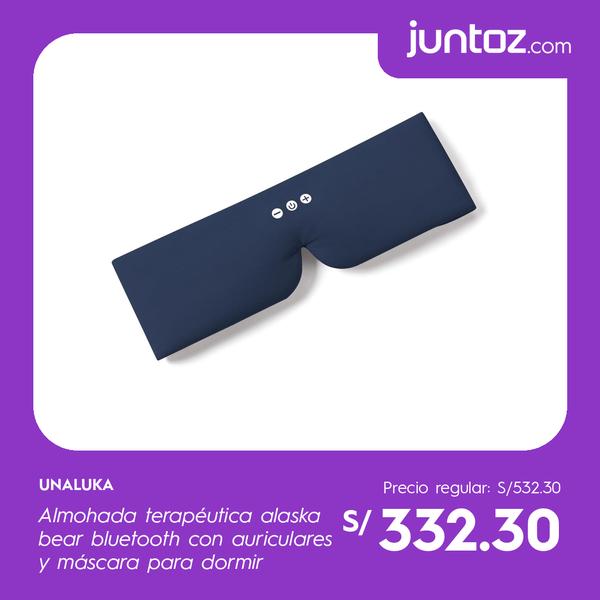 juntoz.com
UNALUKA
Almohada terapéutica alaska
bear bluetooth con auriculares
y máscara para dormir
Precio regular: S/532.30
S/ 332.30